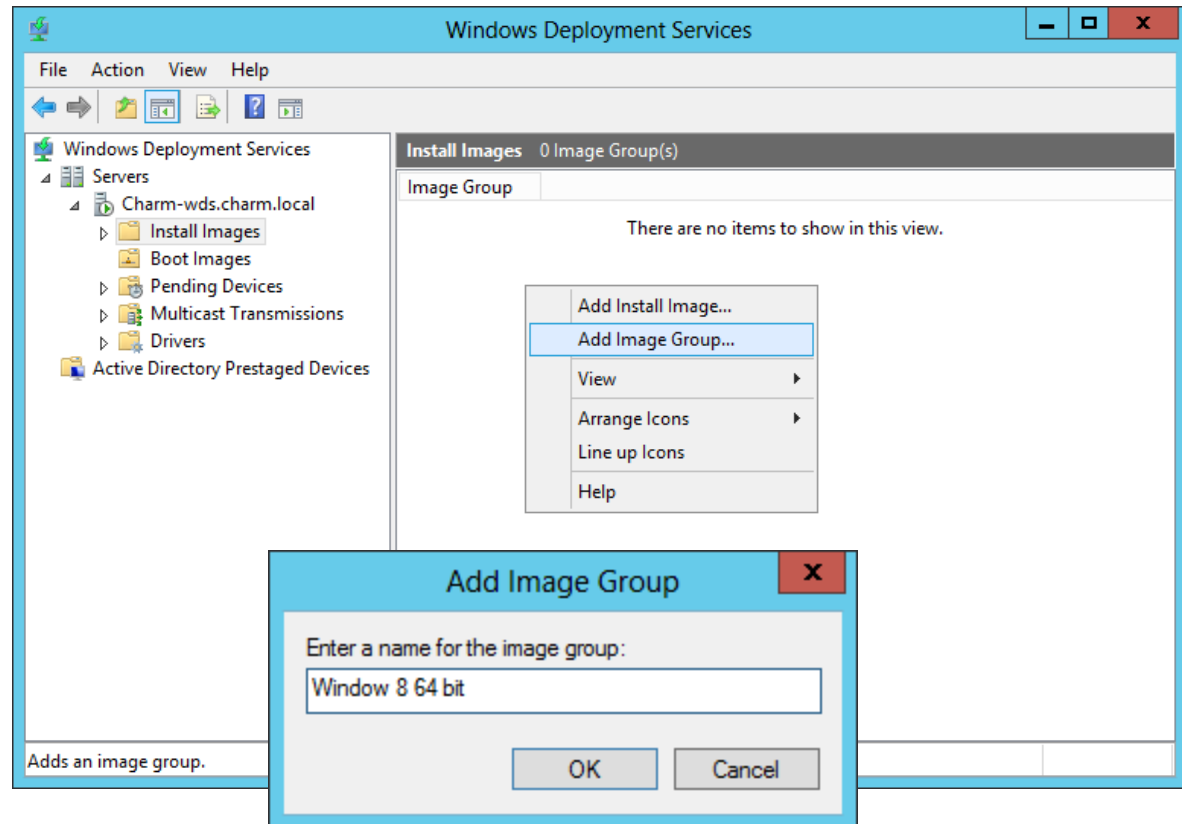 Windows Deployment Services
File Action View Help
Windows Deployment Services
Servers
Charm-wds.charm.local
Install Images
Boot Images
Pending Devices
Multicast Transmissions
Drivers
Active Directory Prestaged Devices
Install Images 0 Image Group(s)
Image Group
There are no items to show in this view.
Add Install Image...
Add Image Group...
View
Arrange Icons
Line up Icons
Help
Add Image Group
Enter a name for the image group:
Window 8 64 bit
OK Cancel
Adds an image group.